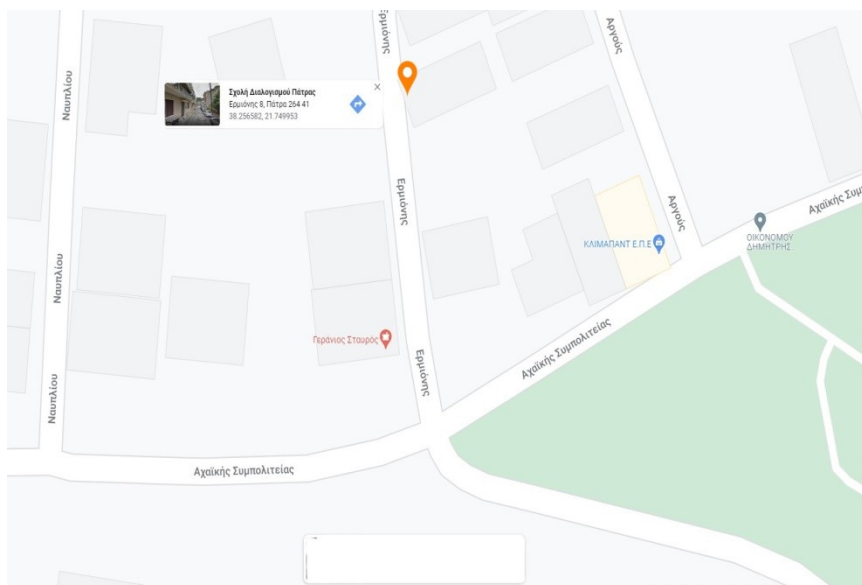 Ναυπλίου
Ερμιόνης
Αργούς
Σχολή Διαλογισμού Πάτρας
Ερμιόνης 8, Πάτρα 264 41
38.256582, 21.749953
Ερμιόνης
Αργούς
Αχαϊκής Συμ
ΟΙΚΟΝΟΜΟΥ
ΔΗΜΗΤΡΗΣ...
ΚΛΙΜΑΠΑΝΤ Ε.Π.Ε
Ναυπλίου
Γεράνιος Σταυρός
Αχαϊκής Συμπολιτείας
Ερμιόνης
Ναυπλίου
Αχαϊκής Συμπολιτείας